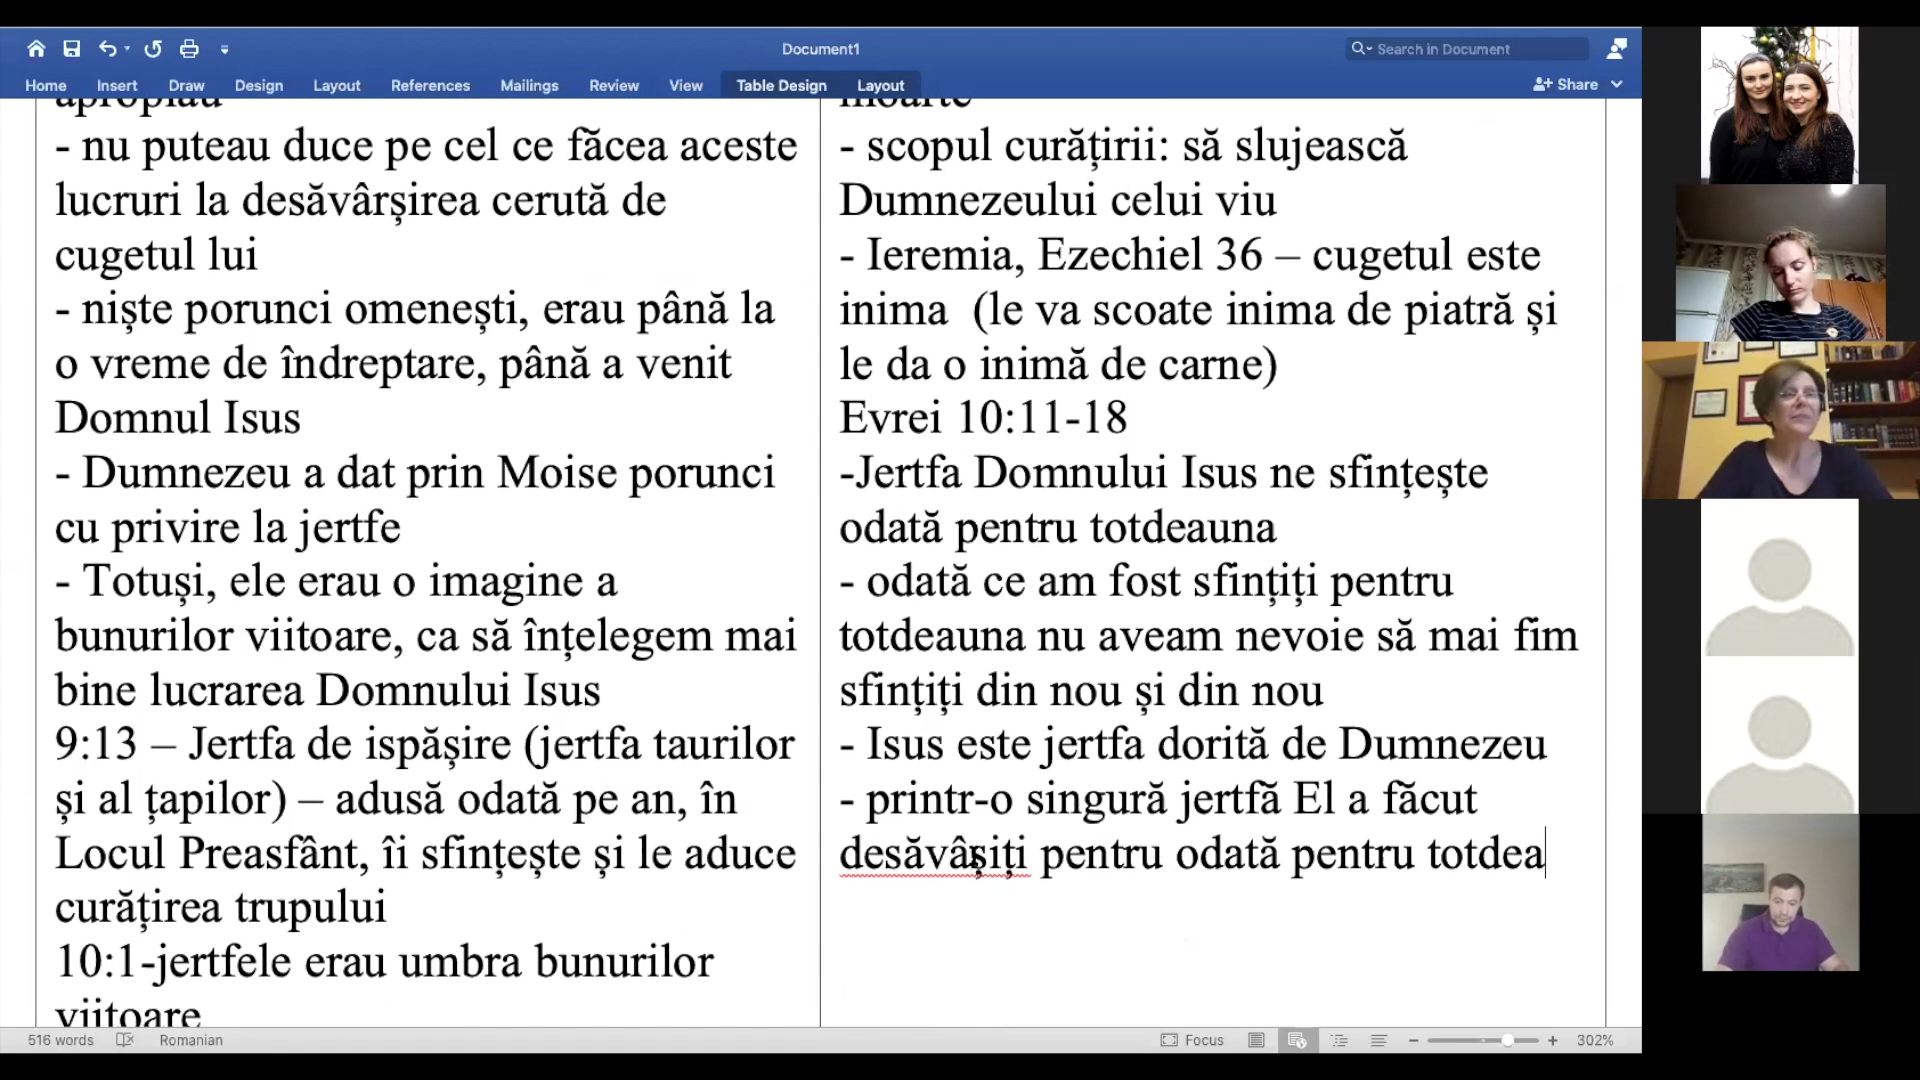 Document1
Search in Document
Home Insert Draw Design Layout References Mailings Review View Table Design Layout Share
apropiau
- nu puteau duce pe cel ce făcea aceste
lucruri la desăvârșirea cerută de
cugetul lui
- niște porunci omenești, erau până la
o vreme de îndreptare, până a venit
Domnul Isus
- Dumnezeu a dat prin Moise porunci
cu privire la jertfe
- Totuși, ele erau o imagine a
bunurilor viitoare, ca să înțelegem mai
bine lucrarea Domnului Isus
9:13 – Jertfa de ispășire (jertfa taurilor
și al țapilor) – adusă odată pe an, în
Locul Preasfânt, îi sfințește și le aduce
curățirea trupului
10:1-jertfele erau umbra bunurilor
viitoare
moarte
- scopul curățirii: să slujească
Dumnezeului celui viu
- Ieremia, Ezechiel 36 – cugetul este
inima  (le va scoate inima de piatră și
le da o inimă de carne)
Evrei 10:11-18
-Jertfa Domnului Isus ne sfințește
odată pentru totdeauna
- odată ce am fost sfințiți pentru
totdeauna nu aveam nevoie să mai fim
sfințiți din nou și din nou
- Isus este jertfa dorită de Dumnezeu
- printr-o singură jertfă El a făcut
desăvâșiți pentru odată pentru totdea
516 words Romanian Focus 302%